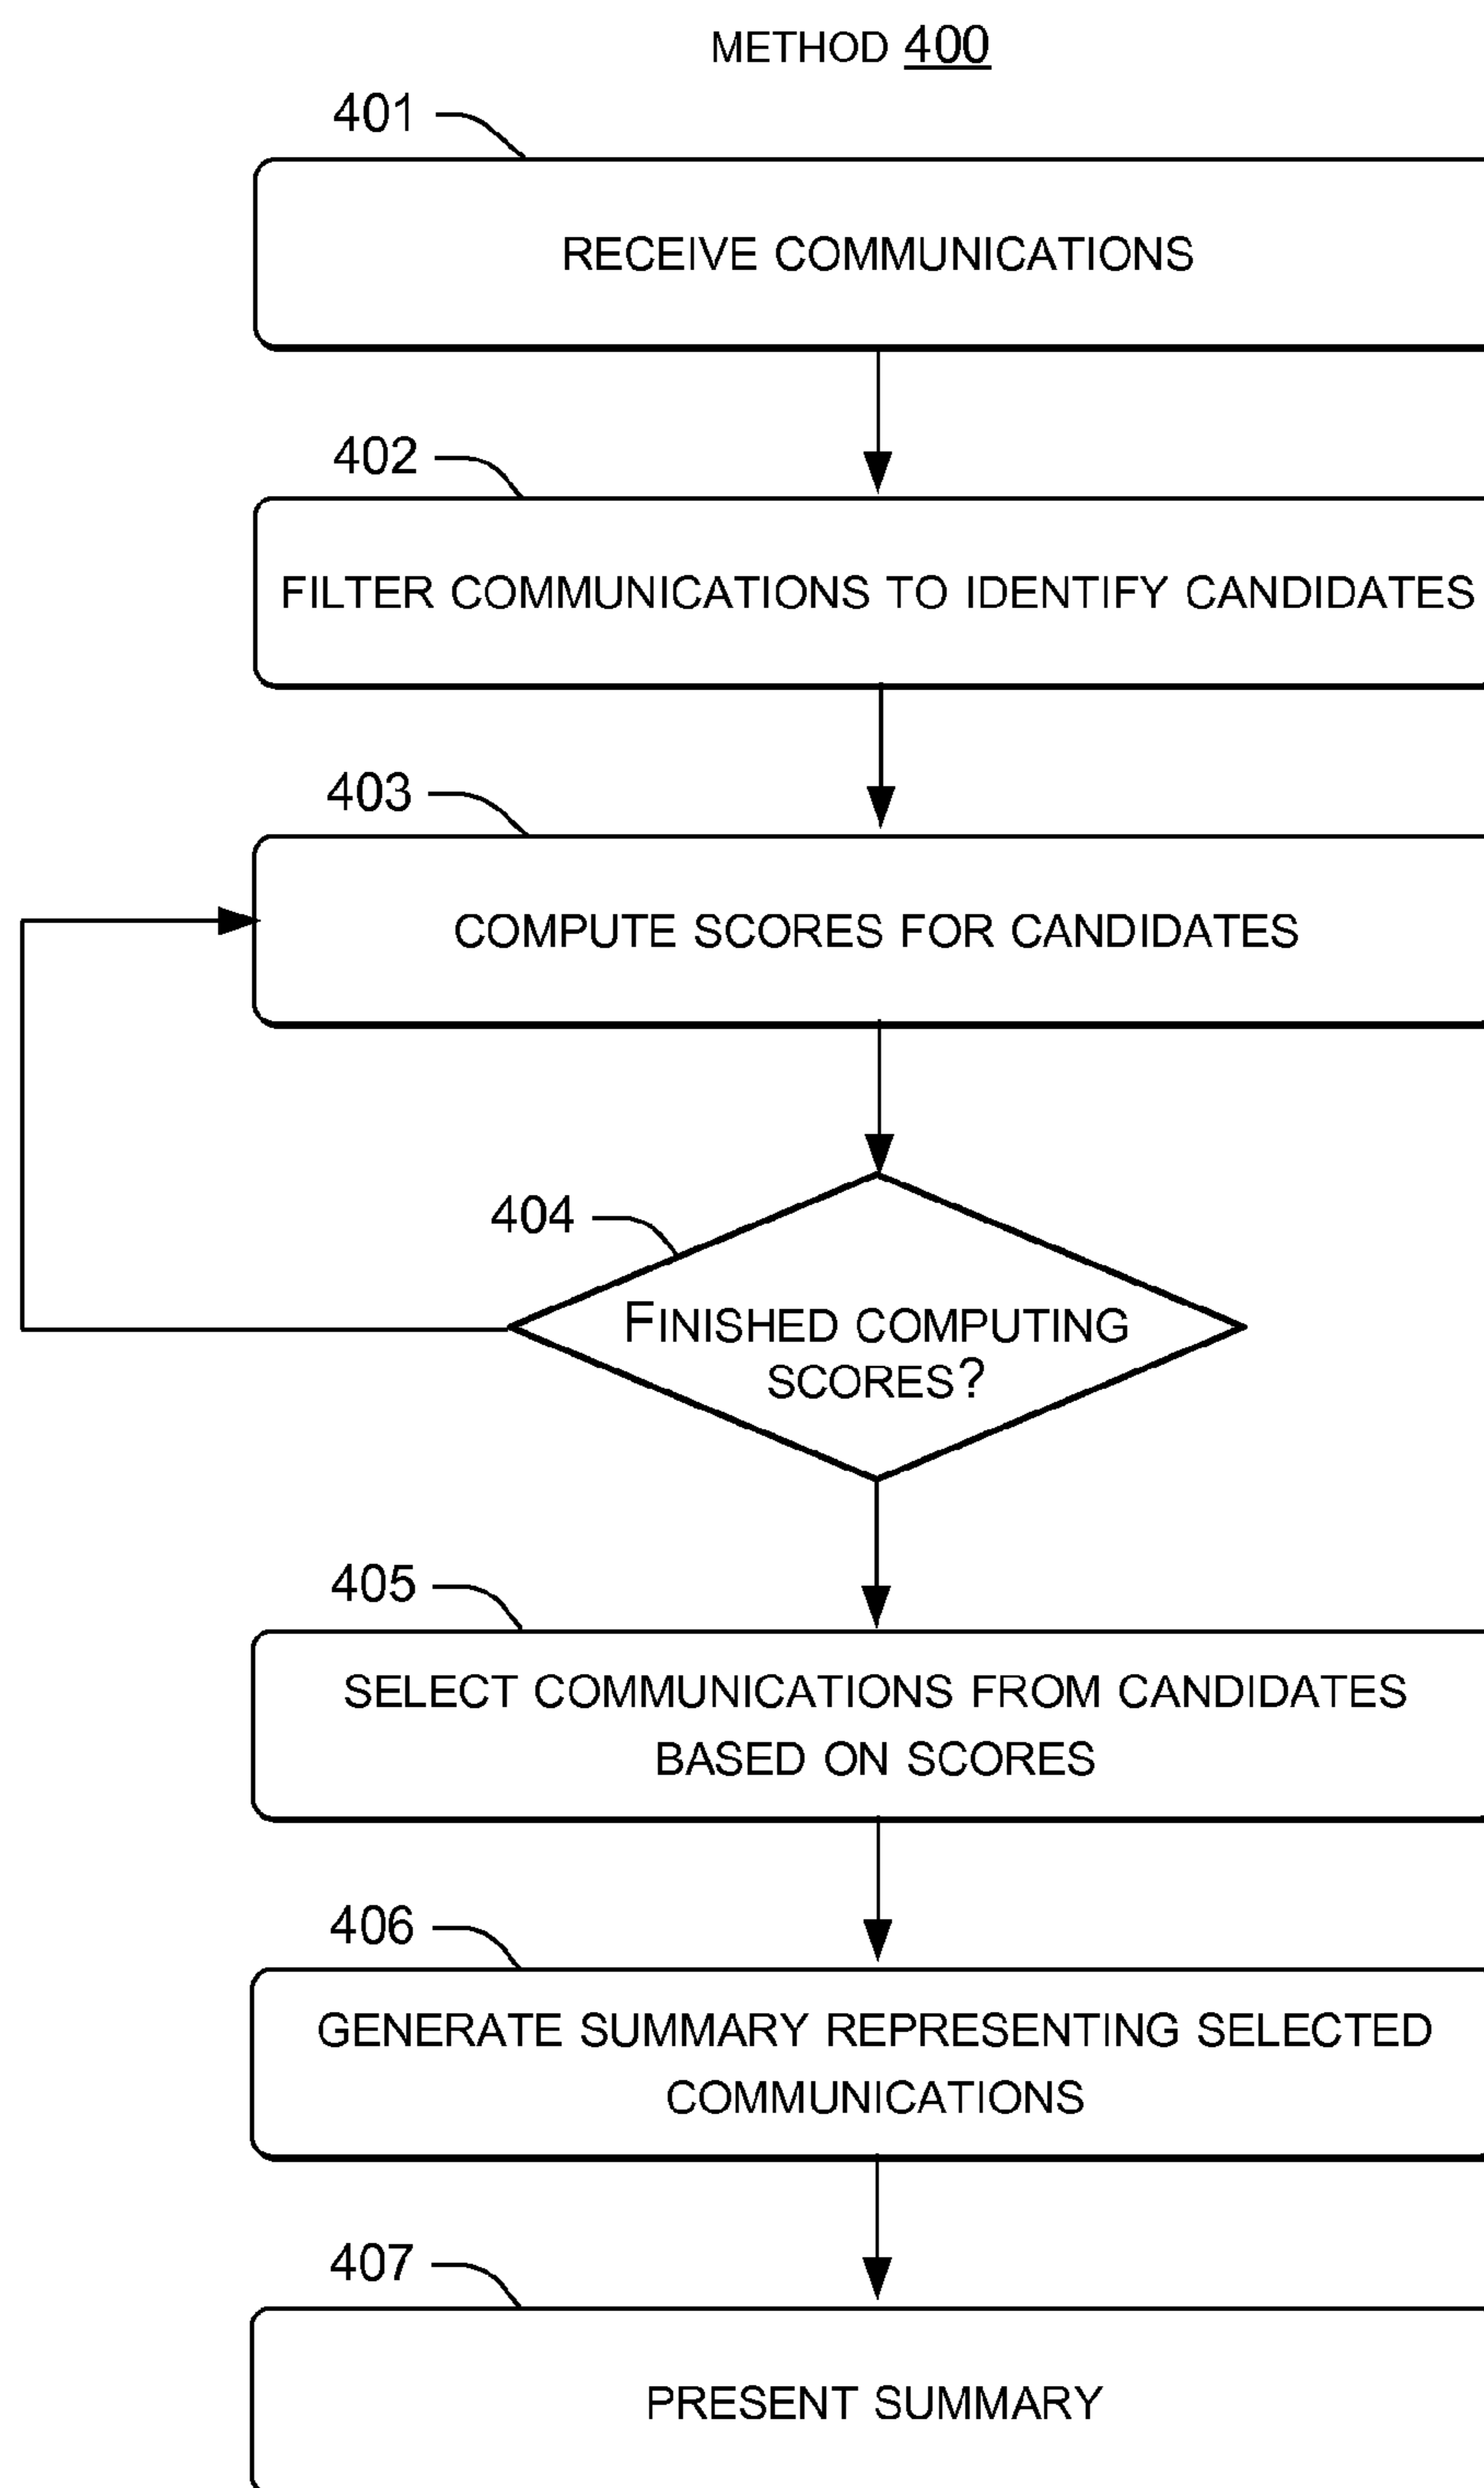 METHOD 400
401
RECEIVE COMMUNICATIONS
402
FILTER COMMUNICATIONS TO IDENTIFY CANDIDATES
403
COMPUTE SCORES FOR CANDIDATES
404
FINISHED COMPUTING
SCORES?
405
SELECT COMMUNICATIONS FROM CANDIDATES
BASED ON SCORES
406
GENERATE SUMMARY REPRESENTING SELECTED
COMMUNICATIONS
407
PRESENT SUMMARY